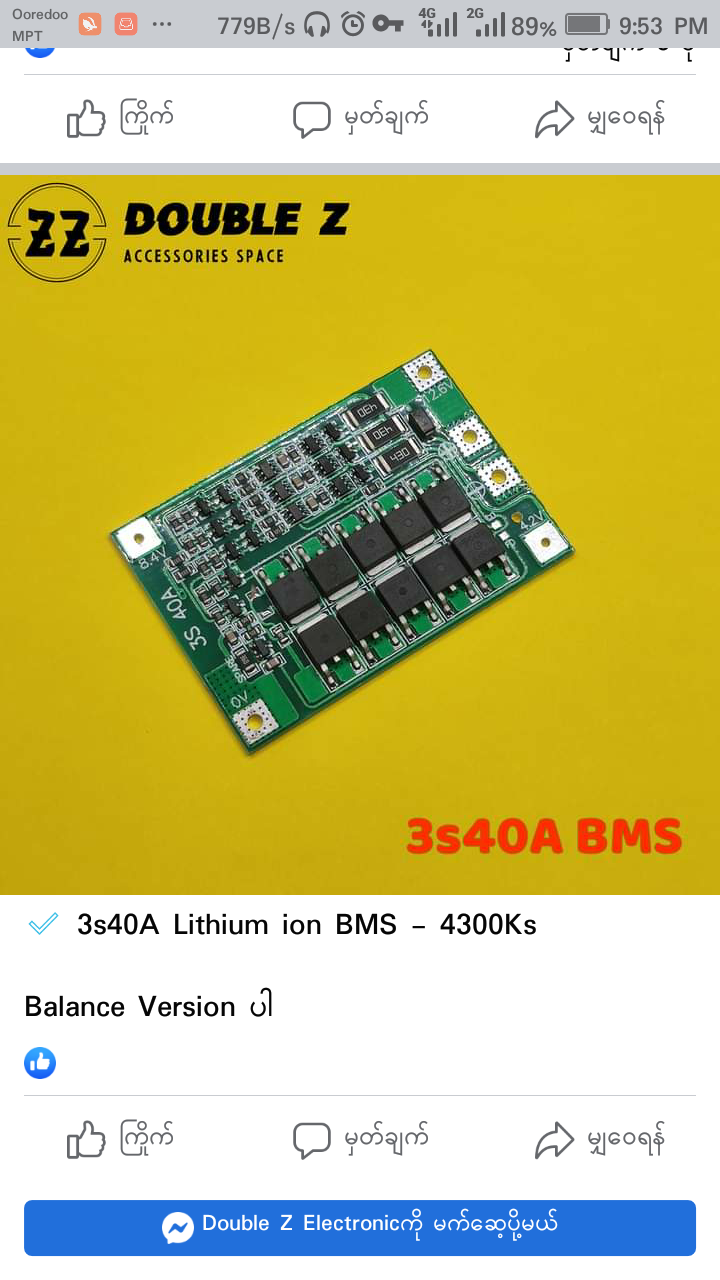 Ooredoo
MPT
779B/s
4G
2G
89%
9:53 PM
ကြိုက်
မှတ်ချက်
မျှဝေရန်
ZZ
DOUBLE Z
ACCESSORIES SPACE
12.6V
4.2V
8.4V
3S 40A
0V
43E0
3s40A BMS
3s40A Lithium ion BMS – 4300Ks
Balance Version ပါ
ကြိုက်
မှတ်ချက်
မျှဝေရန်
Double Z Electronicကို မက်ဆေ့ပို့မယ်